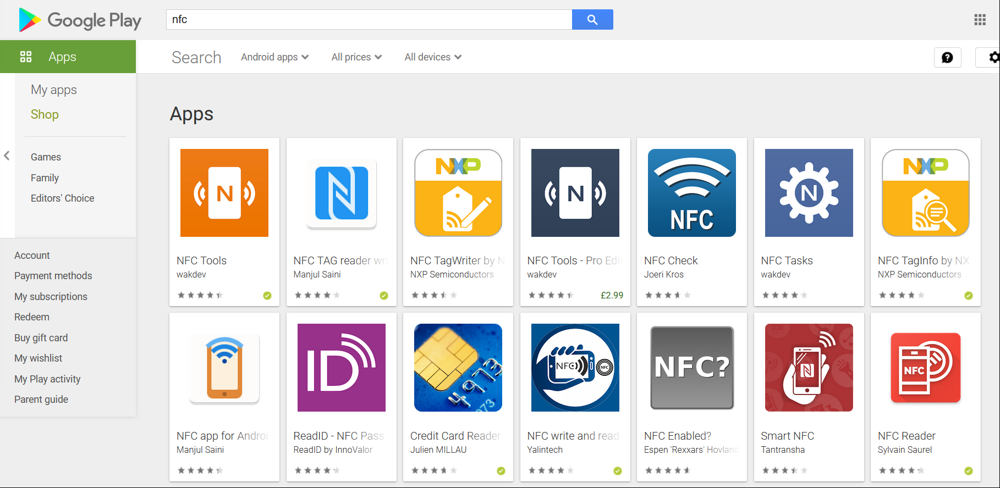 Google Play
nfc
Apps
Search
Android apps
All prices
All devices
My apps
Shop
Games
Family
Editors' Choice
Account
Payment methods
My subscriptions
Redeem
Buy gift card
My wishlist
My Play activity
Parent guide
Apps
N
N
NXP
N
NFC
N
NXP
NFC Tools
wakdev
NFC TAG reader wri
Manjul Saini
NFC TagWriter by N
NXP Semiconductors
NFC Tools - Pro Edi
wakdev
£2.99
NFC Check
Joeri Kros
NFC Tasks
wakdev
NFC TagInfo by NX
NXP Semiconductors
ID
4973
073
NFC
NFC
NFC?
N
NFC
NFC app for Androi
Manjul Saini
ReadID - NFC Pass
ReadID by InnoValor
Credit Card Reader
Julien MILLAU
NFC write and read
Yalintech
NFC Enabled?
Espen 'Rexxars' Hovland
Smart NFC
Tantransha
NFC Reader
Sylvain Saurel